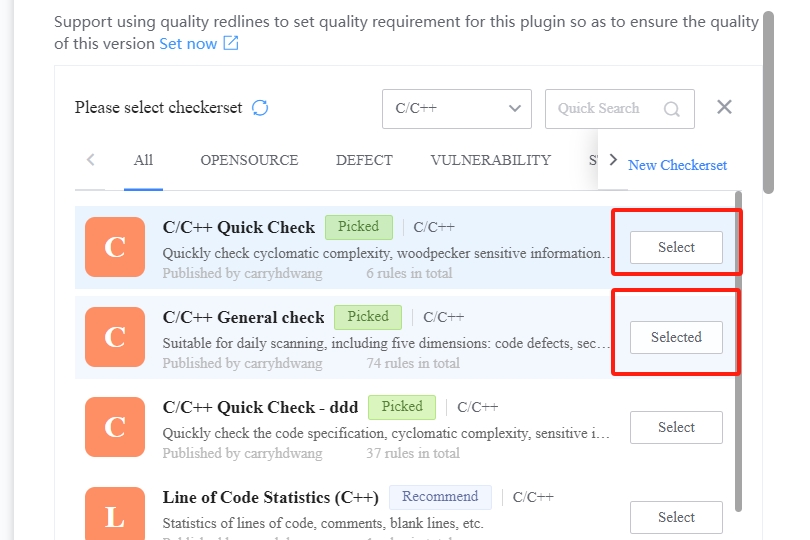 Support using quality redlines to set quality requirement for this plugin so as to ensure the quality
of this version Set now
Please select checkerset
C/C++
Quick Search
All OPENSOURCE DEFECT VULNERABILITY
New Checkerset
C
C/C++ Quick Check Picked C/C++
Quickly check cyclomatic complexity, woodpecker sensitive information...
Published by carryhdwang 6 rules in total
Select
C
C/C++ General check Picked C/C++
Suitable for daily scanning, including five dimensions: code defects, sec...
Published by carryhdwang 74 rules in total
Selected
C
C/C++ Quick Check - ddd Picked C/C++
Quickly check the code specification, cyclomatic complexity, sensitive i...
Published by carryhdwang 37 rules in total
Select
L
Line of Code Statistics (C++) Recommend C/C++
Statistics of lines of code, comments, blank lines, etc.
Select